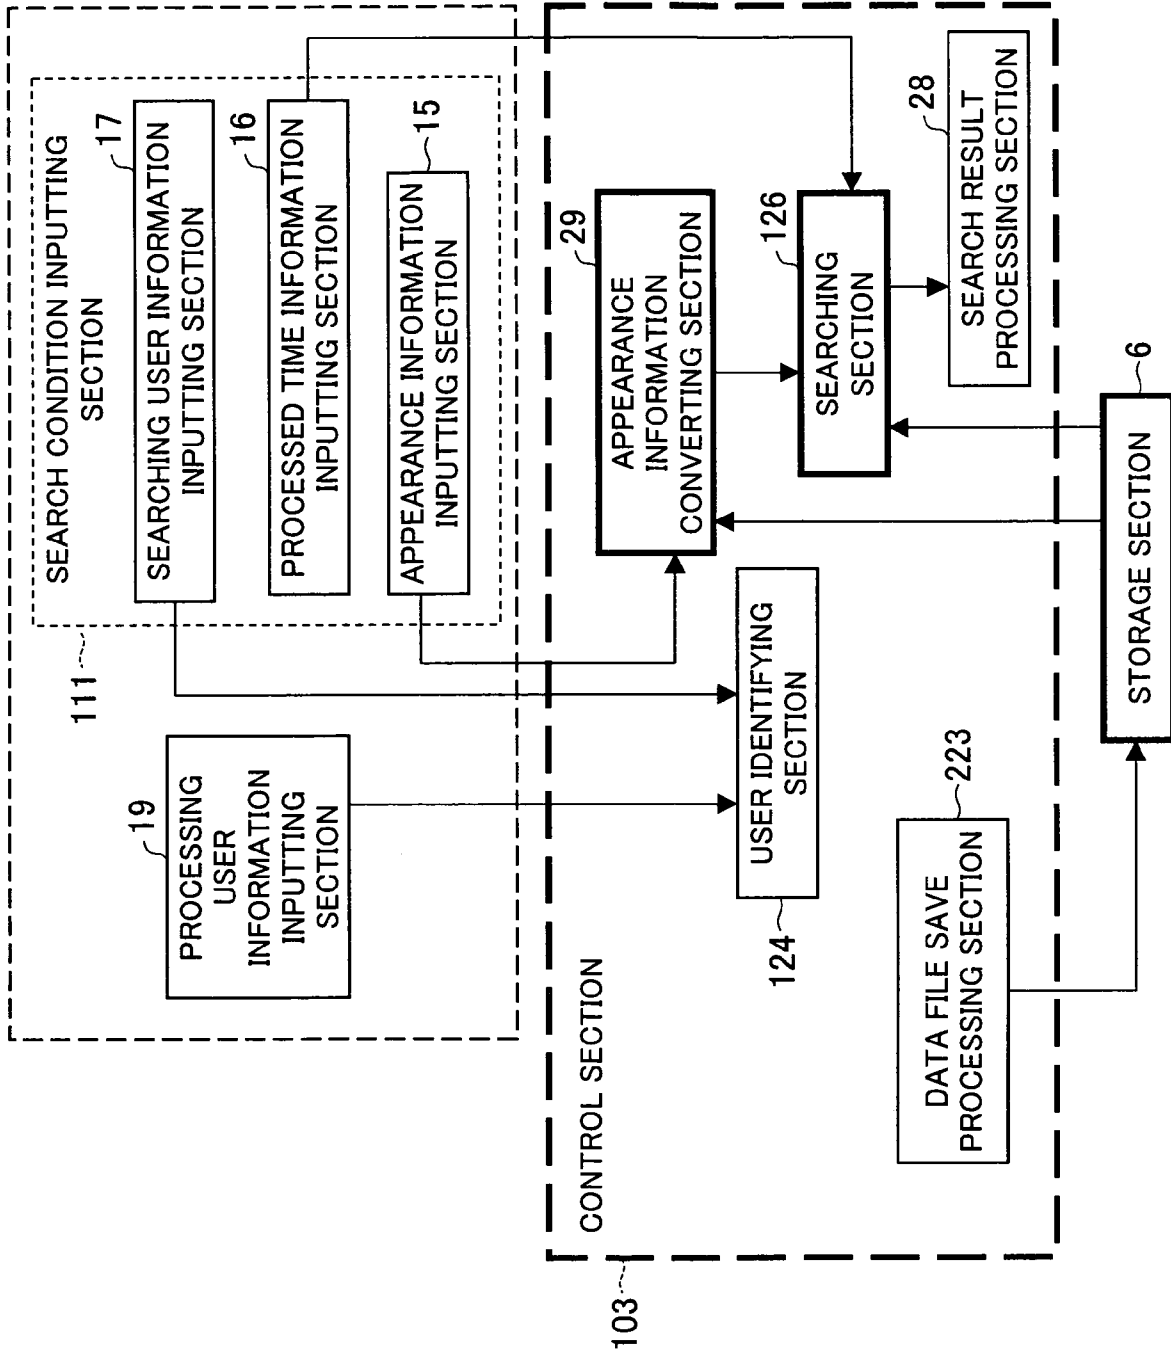 19
PROCESSING
USER
INFORMATION
INPUTTING
SECTION
111
SEARCH CONDITION INPUTTING
SECTION
17
SEARCHING USER INFORMATION
INPUTTING SECTION
16
PROCESSED TIME INFORMATION
INPUTTING SECTION
15
APPEARANCE INFORMATION
INPUTTING SECTION
103
CONTROL SECTION
124
USER IDENTIFYING
SECTION
29
APPEARANCE
INFORMATION
CONVERTING SECTION
126
SEARCHING
SECTION
28
SEARCH RESULT
PROCESSING SECTION
223
DATA FILE SAVE
PROCESSING SECTION
6
STORAGE SECTION